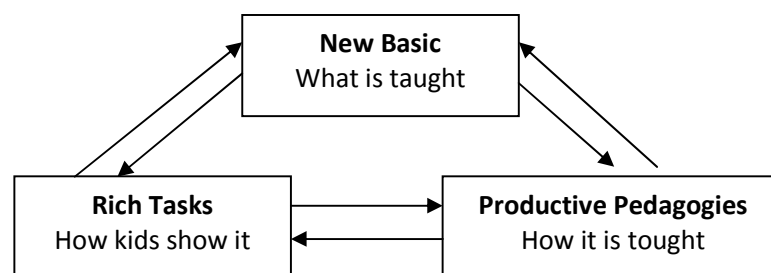 New Basic
What is taught
Rich Tasks
How kids show it
Productive Pedagogies
How it is tought